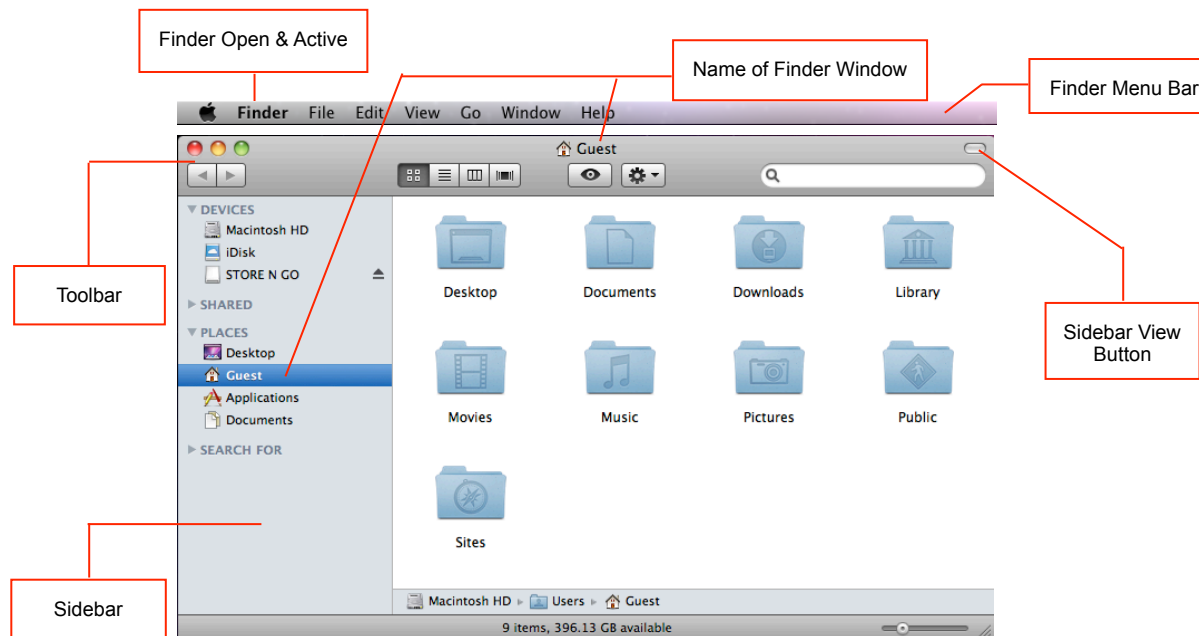 Finder Open & Active
Name of Finder Window
Finder Menu Bar
Finder File Edit View Go Window Help
Guest
DEVICES
Macintosh HD
iDisk
STORE N GO
SHARED
PLACES
Desktop
Guest
Applications
Documents
SEARCH FOR
Desktop Documents Downloads Library
Movies Music Pictures Public
Sites
Toolbar
Sidebar View
Button
Sidebar
Macintosh HD Users Guest
9 items, 396.13 GB available